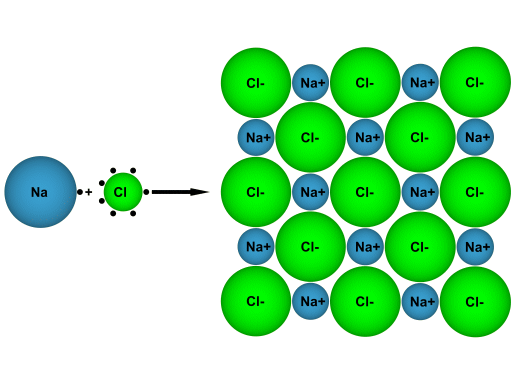 Cl- Na+ Cl- Na+ Cl-
Na+ Cl- Na+ Cl- Na+
Na + Cl Cl- Na+ Cl- Na+ Cl-
Na+ Cl- Na+ Cl- Na+
Cl- Na+ Cl- Na+ Cl-